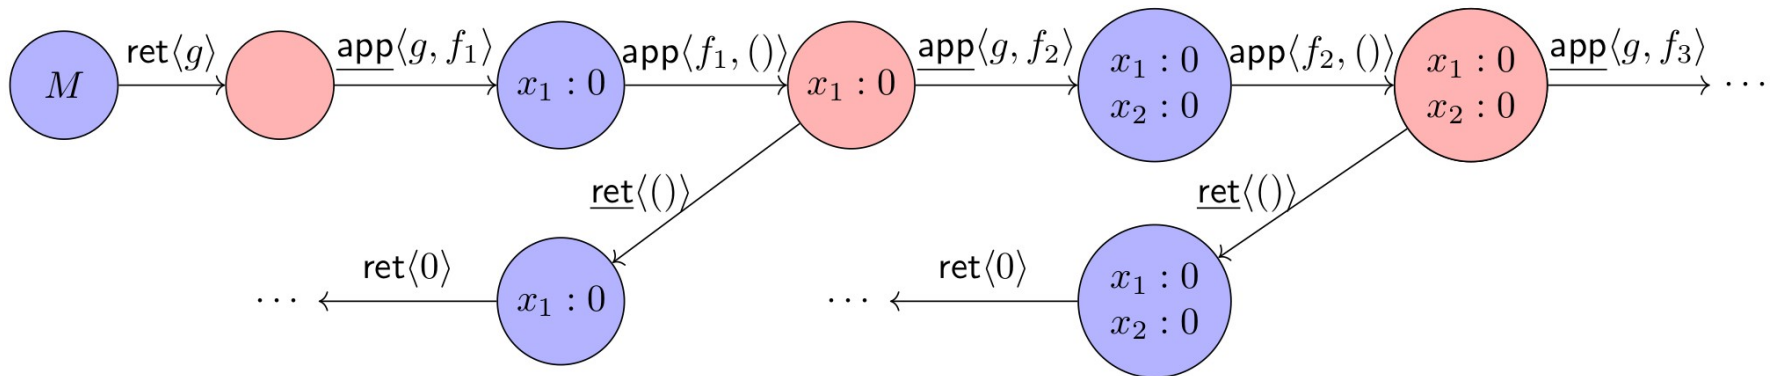 ret⟨g⟩ app⟨g, f₁⟩ app⟨f₁, ()⟩ app⟨g, f₂⟩ app⟨f₂, ()⟩ app⟨g, f₃⟩
M x₁ : 0 x₁ : 0 x₁ : 0 x₁ : 0 ···
x₂ : 0 x₂ : 0
ret⟨()⟩ ret⟨()⟩
ret⟨0⟩ ret⟨0⟩
··· x₁ : 0 ··· x₁ : 0
x₂ : 0